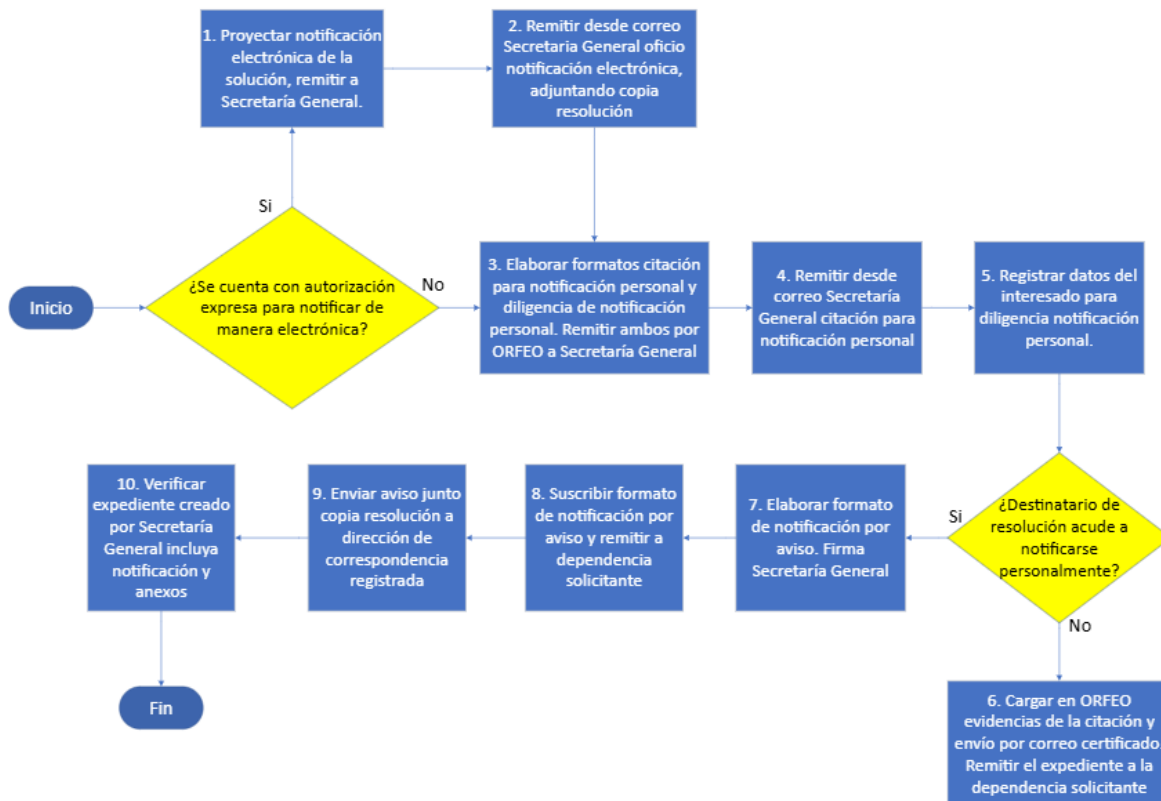 1. Proyectar notificación
electrónica de la
solución, remitir a
Secretaría General.
2. Remitir desde correo
Secretaria General oficio
notificación electrónica,
adjuntando copia
resolución
Si
Inicio
¿Se cuenta con autorización
expresa para notificar de
manera electrónica?
No
3. Elaborar formatos citación
para notificación personal y
diligencia de notificación
personal. Remitir ambos por
ORFEO a Secretaría General
4. Remitir desde
correo Secretaría
General citación para
notificación personal
5. Registrar datos del
interesado para
diligencia notificación
personal.
10. Verificar
expediente creado
por Secretaría
General incluya
notificación y
anexos
9. Enviar aviso junto
copia resolución a
dirección de
correspondencia
registrada
8. Suscribir formato
de notificación por
aviso y remitir a
dependencia
solicitante
7. Elaborar formato
de notificación por
aviso. Firma
Secretaría General
Si
¿Destinatario de
resolución acude a
notificarse
personalmente?
No
Fin
6. Cargar en ORFEO
evidencias de la citación y
envío por correo certificado.
Remitir el expediente a la
dependencia solicitante